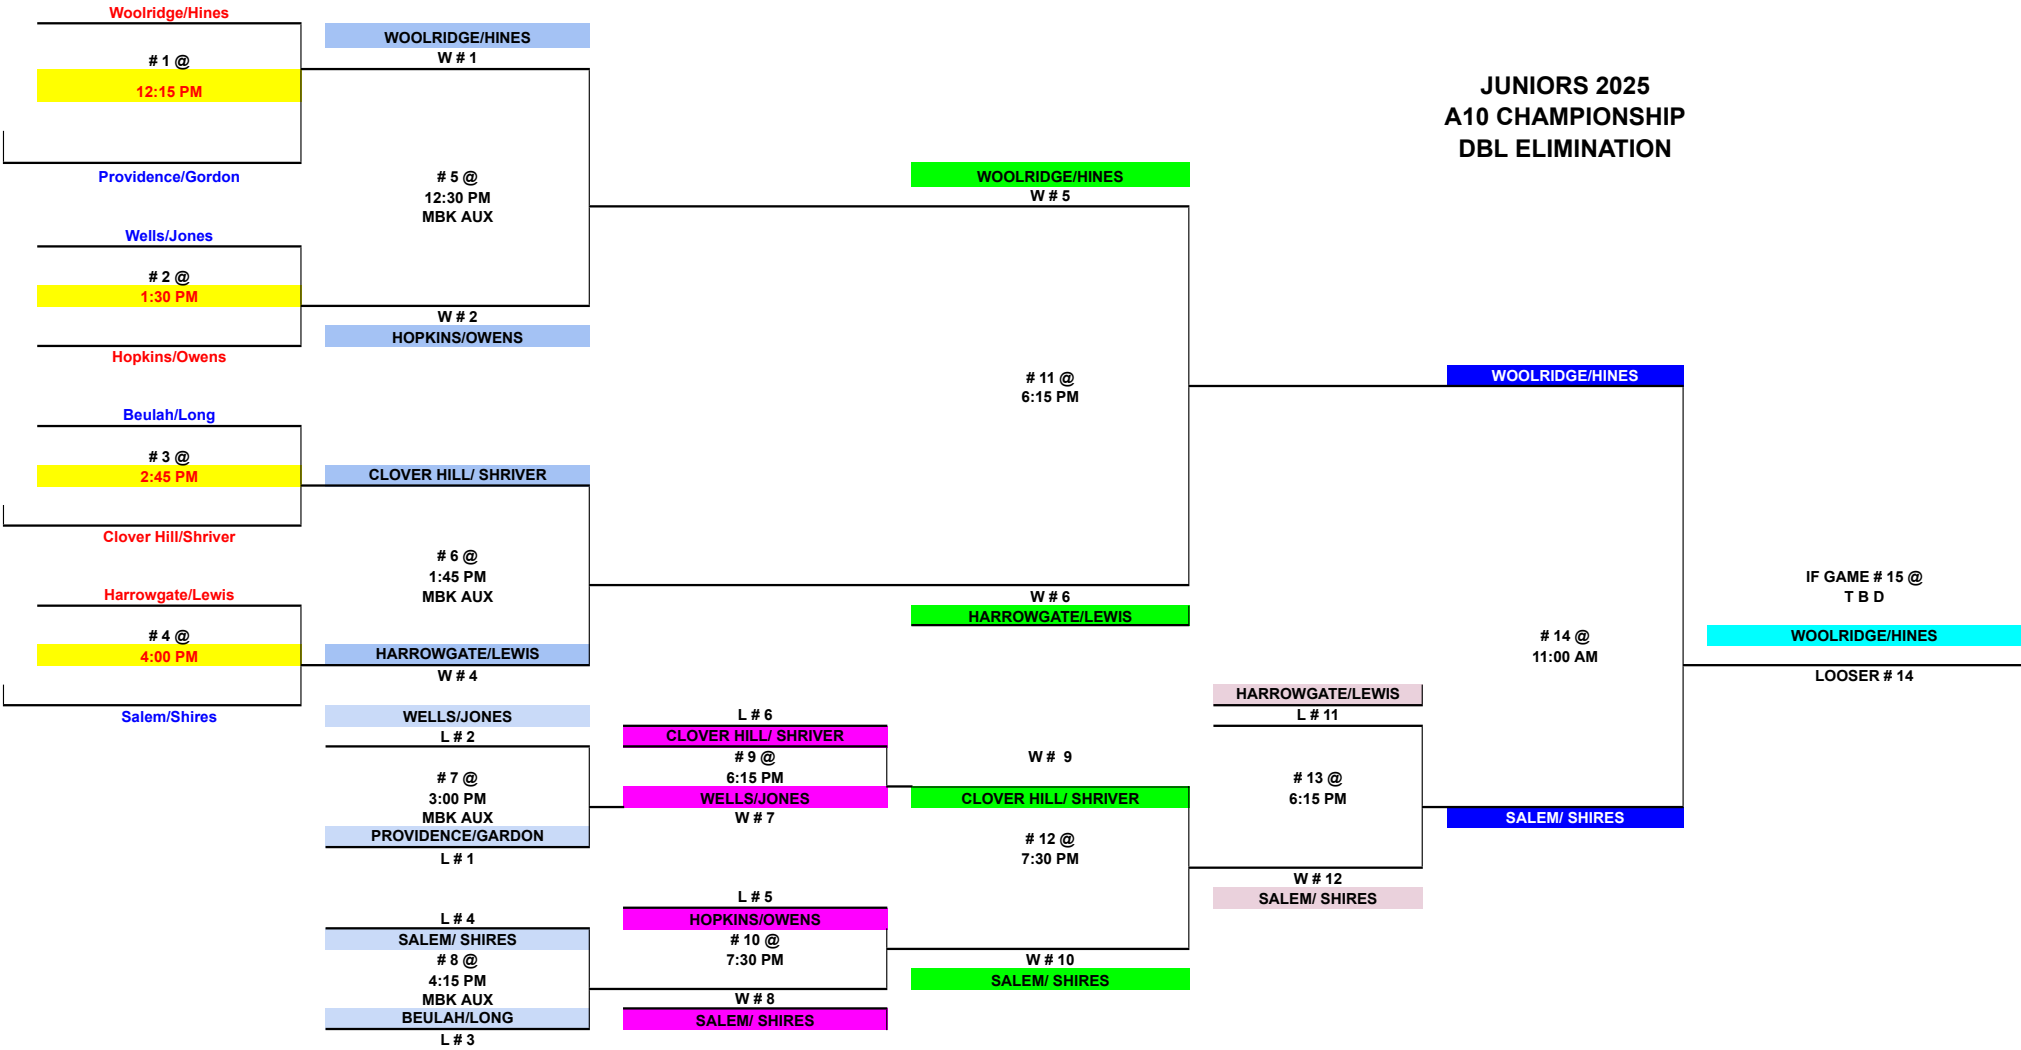 Woolridge/Hines
# 1 @
12:15 PM
Providence/Gordon
Wells/Jones
# 2 @
1:30 PM
Hopkins/Owens
Beulah/Long
# 3 @
2:45 PM
Clover Hill/Shriver
Harrowgate/Lewis
# 4 @
4:00 PM
Salem/Shires
WOOLRIDGE/HINES
W # 1
# 5 @
12:30 PM
MBK AUX
W # 2
HOPKINS/OWENS
CLOVER HILL/ SHRIVER
# 6 @
1:45 PM
MBK AUX
HARROWGATE/LEWIS
W # 4
WELLS/JONES
L # 2
# 7 @
3:00 PM
MBK AUX
PROVIDENCE/GARDON
L # 1
L # 4
SALEM/ SHIRES
# 8 @
4:15 PM
MBK AUX
BEULAH/LONG
L # 3
L # 6
CLOVER HILL/ SHRIVER
# 9 @
6:15 PM
WELLS/JONES
W # 7
L # 5
HOPKINS/OWENS
# 10 @
7:30 PM
W # 8
SALEM/ SHIRES
WOOLRIDGE/HINES
W # 5
# 11 @
6:15 PM
W # 6
HARROWGATE/LEWIS
W # 9
CLOVER HILL/ SHRIVER
# 12 @
7:30 PM
W # 10
SALEM/ SHIRES
HARROWGATE/LEWIS
L # 11
# 13 @
6:15 PM
W # 12
SALEM/ SHIRES
JUNIORS 2025
A10 CHAMPIONSHIP
DBL ELIMINATION
WOOLRIDGE/HINES
# 14 @
11:00 AM
SALEM/ SHIRES
IF GAME # 15 @
T B D
WOOLRIDGE/HINES
LOOSER # 14